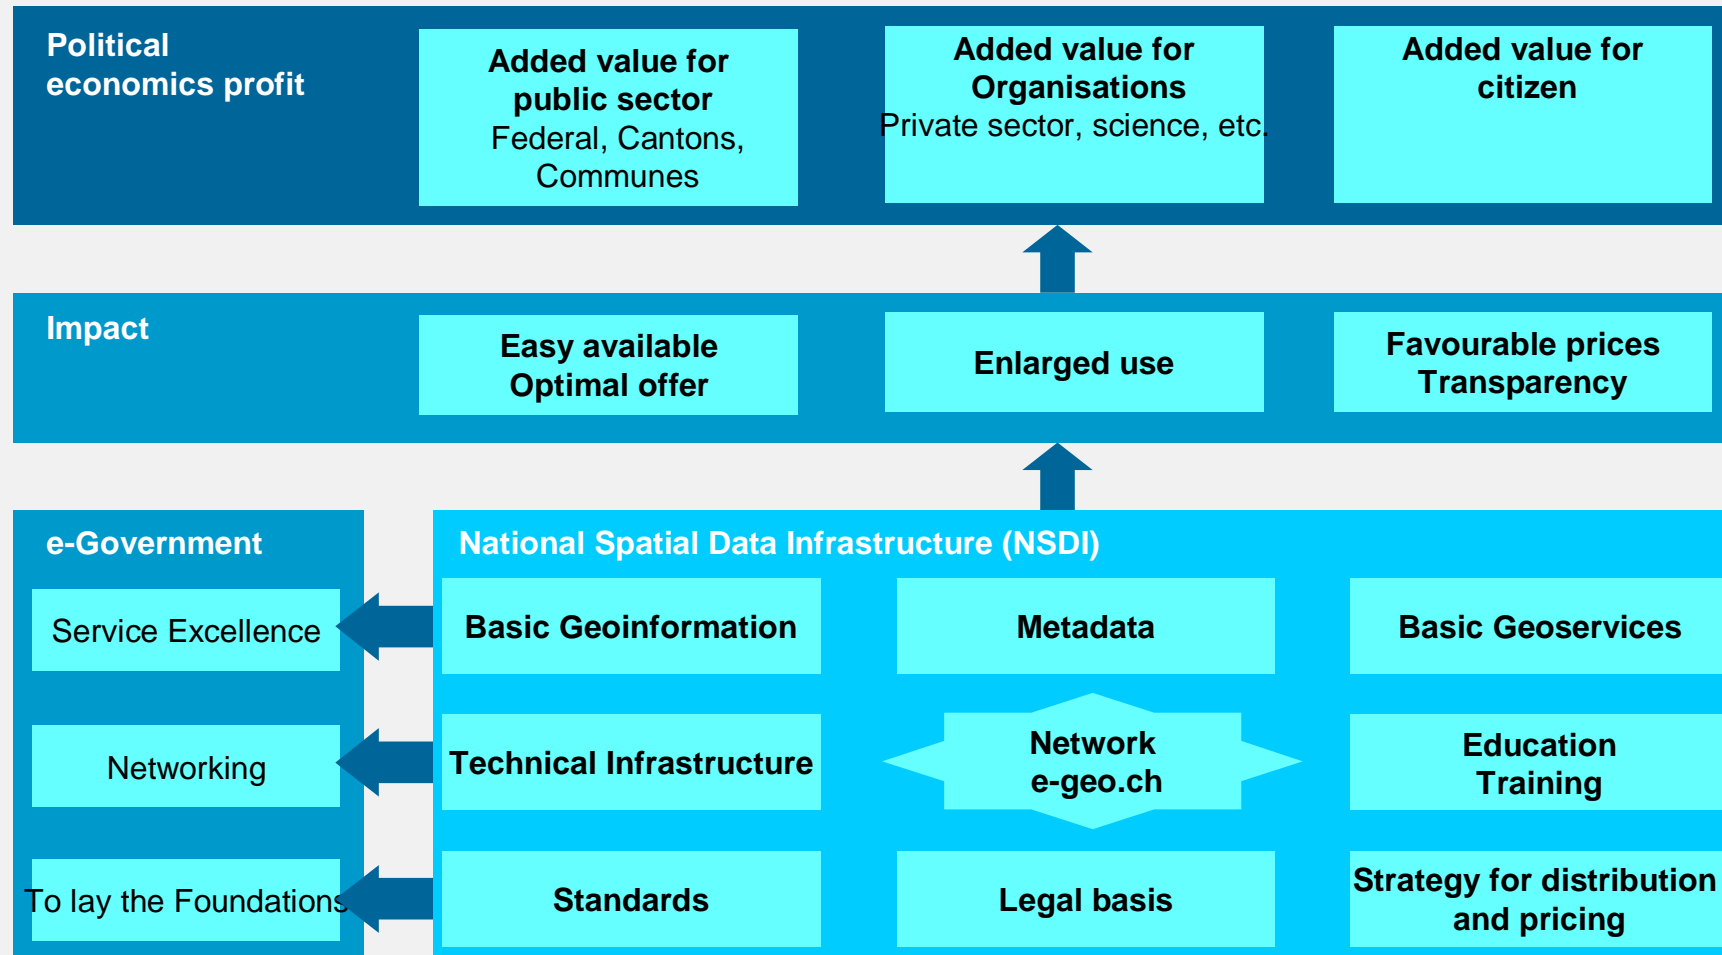 Political
economics profit
Added value for
public sector
Federal, Cantons,
Communes
Added value for
Organisations
Private sector, science, etc.
Added value for
citizen
Impact
Easy available
Optimal offer
Enlarged use
Favourable prices
Transparency
e-Government
Service Excellence
Networking
To lay the Foundations
National Spatial Data Infrastructure (NSDI)
Basic Geoinformation
Metadata
Basic Geoservices
Technical Infrastructure
Network
e-geo.ch
Education
Training
Standards
Legal basis
Strategy for distribution
and pricing